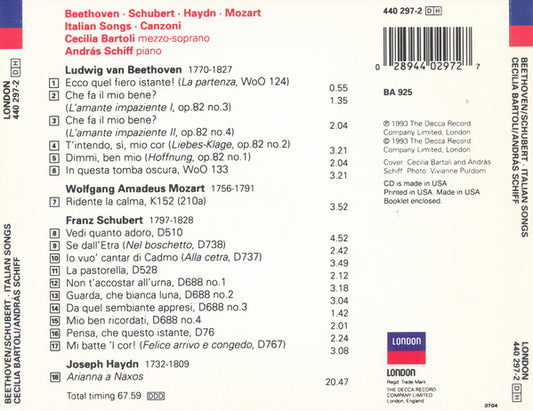 Beethoven · Schubert · Haydn · Mozart
Italian Songs · Canzoni
Cecilia Bartoli mezzo-soprano
András Schiff piano
Ludwig van Beethoven 1770-1827
1 Ecco quel fiero istante! (La partenza, WoO 124) 0.55
2 Che fa il mio bene? 1.35
(L'amante impaziente I, op.82 no.3)
3 Che fa il mio bene? 2.04
(L'amante impaziente II, op.82 no.4)
4 T'intendo, sì, mio cor (Liebes-Klage, op.82 no.2) 3.21
5 Dimmi, ben mio (Hoffnung, op.82 no.1)
6 In questa tomba oscura, WoO 133
Wolfgang Amadeus Mozart 1756-1791
7 Ridente la calma, K152 (210a) 3.52
Franz Schubert 1797-1828
8 Vedi quanto adoro, D510 4.52
9 Se dall'Etra (Nel boschetto, D738) 2.42
10 Io vuo' cantar di Cadmo (Alla cetra, D737) 3.49
11 La pastorella, D528 2.12
12 Non t'accostar all'urna, D688 no.1 3.18
13 Guarda, che bianca luna, D688 no.2 3.04
14 Da quel sembiante appresi, D688 no.3 1.42
15 Mio ben ricordati, D688 no.4 2.01
16 Pensa, che questo istante, D76 2.24
17 Mi batte 'l cor! (Felice arrivo e congedo, D767) 3.08
Joseph Haydn 1732-1809
18 Arianna a Naxos 20.47
Total timing 67.59 DDD
440 297-2 DH
0 28944 02972 7
BA 925
℗ 1993 The Decca Record
Company Limited, London
© 1993 The Decca Record
Company Limited, London
Cover: Cecilia Bartoli and András
Schiff Photo: Vivianne Purdom
CD is made in USA
Printed in USA. Made in USA
Booklet enclosed.
LONDON
LONDON
Regd. Trade Mark
THE DECCA RECORD
COMPANY LIMITED
London, England
0704
LONDON
440 297-2 DH
BEETHOVEN/SCHUBERT · ITALIAN SONGS
CECILIA BARTOLI/ANDRÁS SCHIFF
BEETHOVEN/SCHUBERT · ITALIAN SONGS
CECILIA BARTOLI/ANDRÁS SCHIFF
LONDON
440 297-2 DH